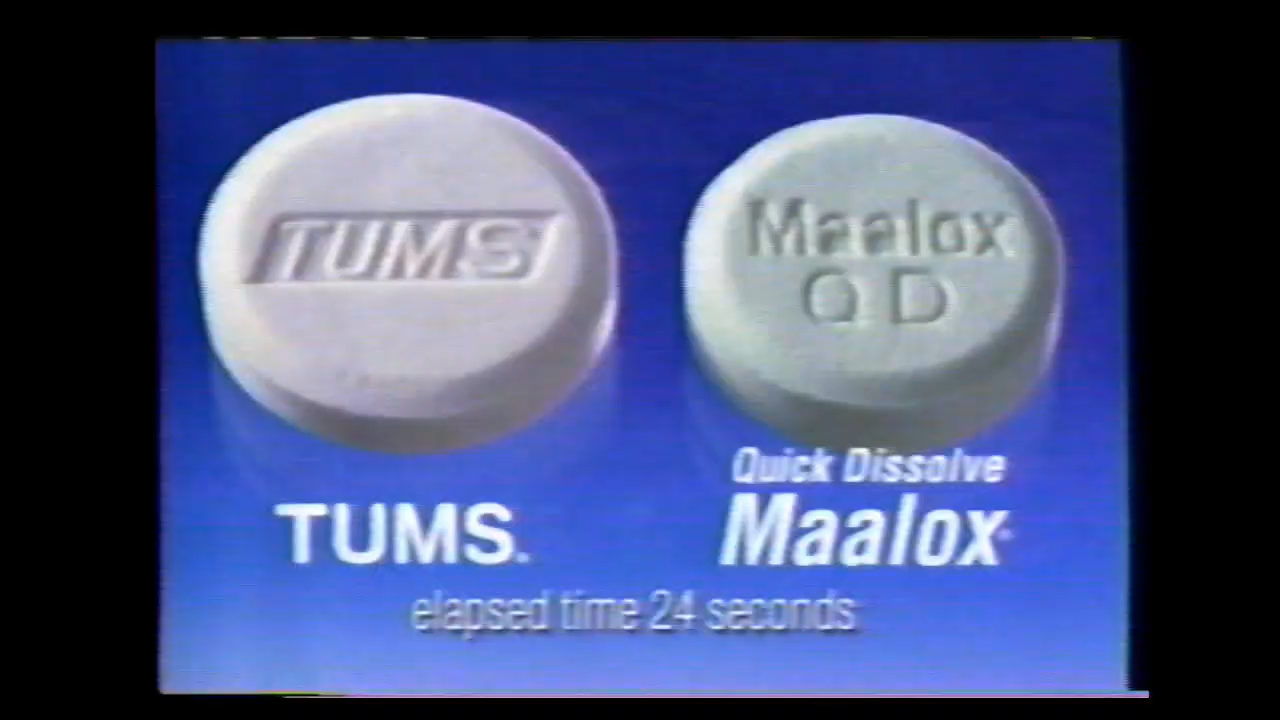 TUMS
Maalox
QD
Quick Dissolve
TUMS.
Maalox
elapsed time 24 seconds